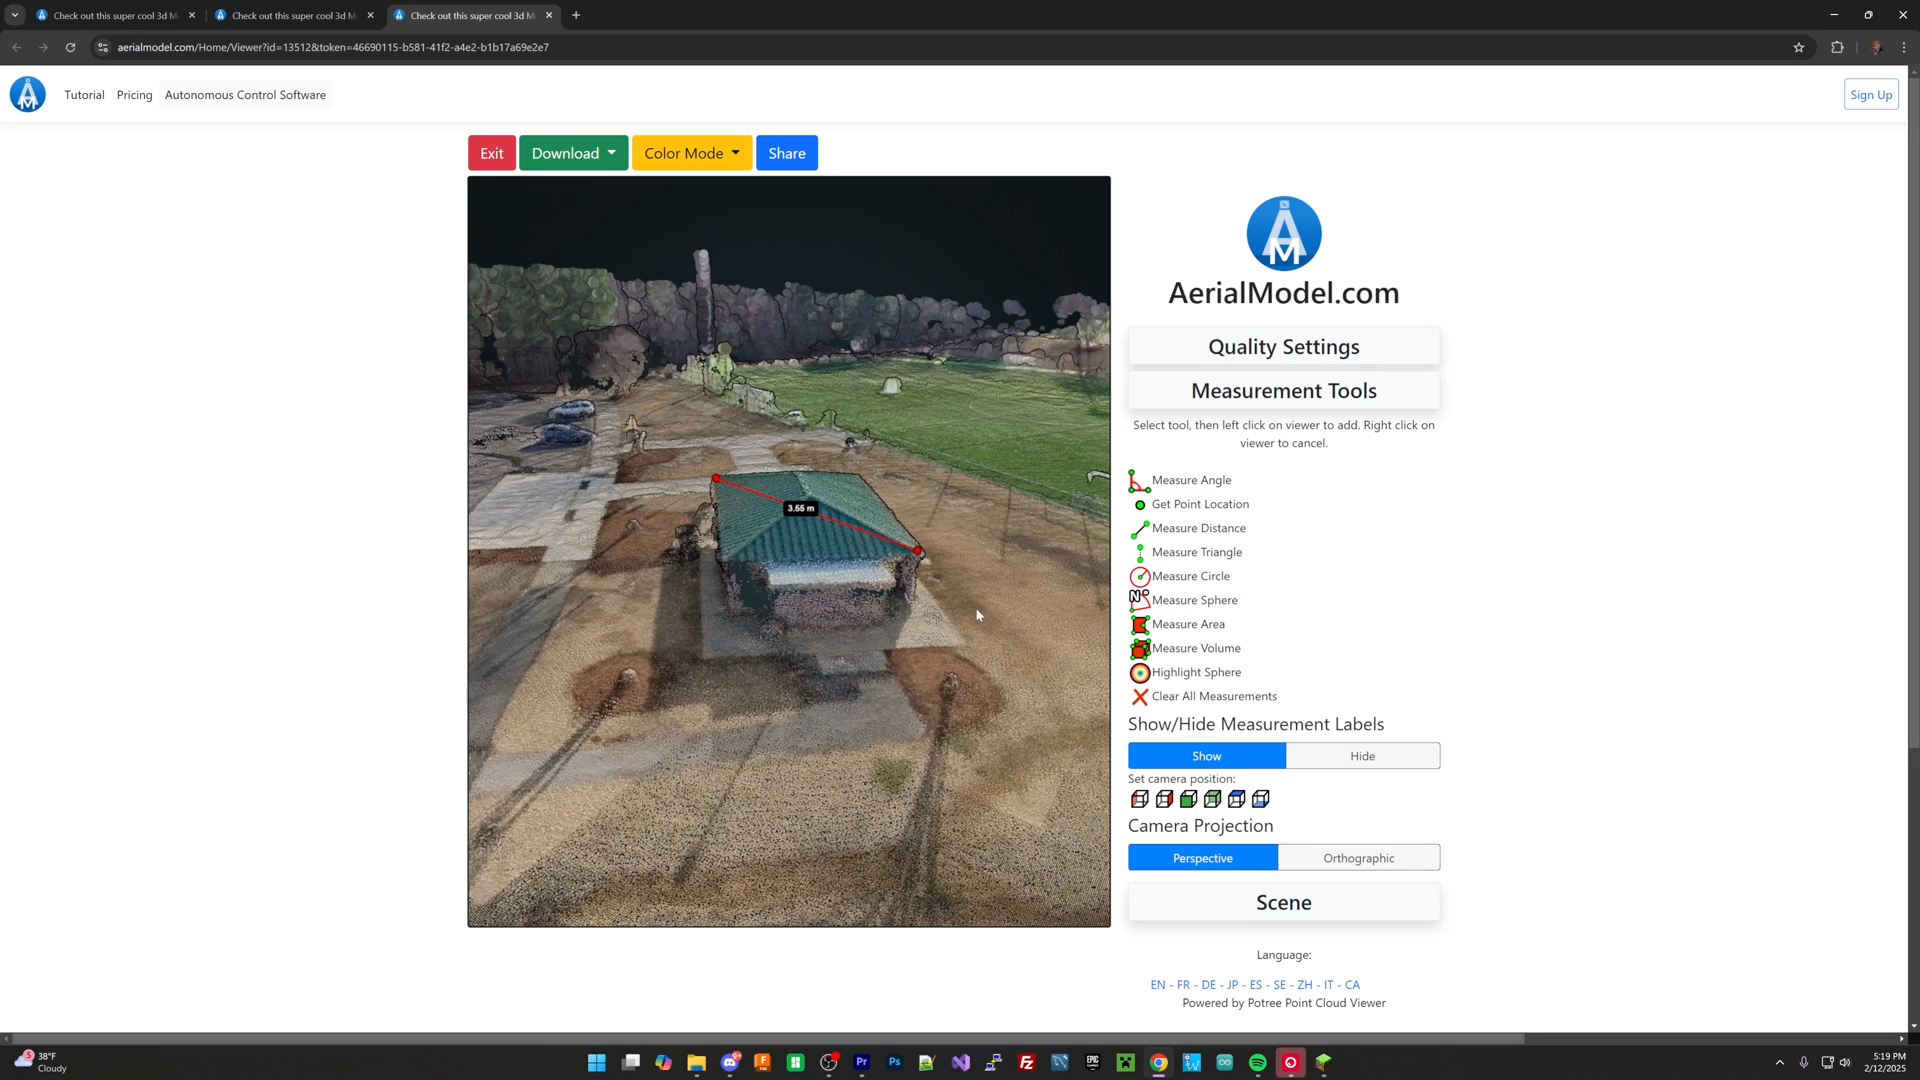 Check out this super cool 3d M
Check out this super cool 3d M
Check out this super cool 3d M
aerialmodel.com/Home/Viewer?id=13512&token=46690115-b581-41f2-a4e2-b1b17a69e2e7
Tutorial
Pricing
Autonomous Control Software
Sign Up
Exit
Download
Color Mode
Share
3.55 m
AerialModel.com
Quality Settings
Measurement Tools
Select tool, then left click on viewer to add. Right click on
viewer to cancel.
Measure Angle
Get Point Location
Measure Distance
Measure Triangle
Measure Circle
Measure Sphere
Measure Area
Measure Volume
Highlight Sphere
Clear All Measurements
Show/Hide Measurement Labels
Show
Hide
Set camera position:
Camera Projection
Perspective
Orthographic
Scene
Language:
EN - FR - DE - JP - ES - SE - ZH - IT - CA
Powered by Potree Point Cloud Viewer
38°F
Cloudy
5:19 PM
2/12/2025